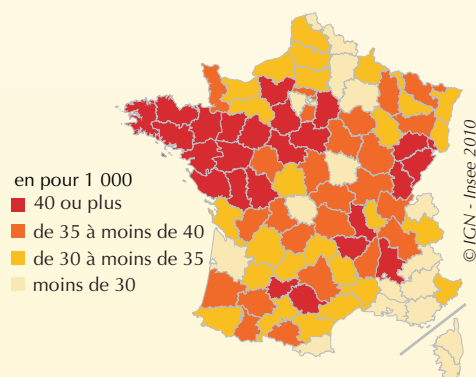 en pour 1 000
40 ou plus
de 35 à moins de 40
de 30 à moins de 35
moins de 30
© IGN - Insee 2010